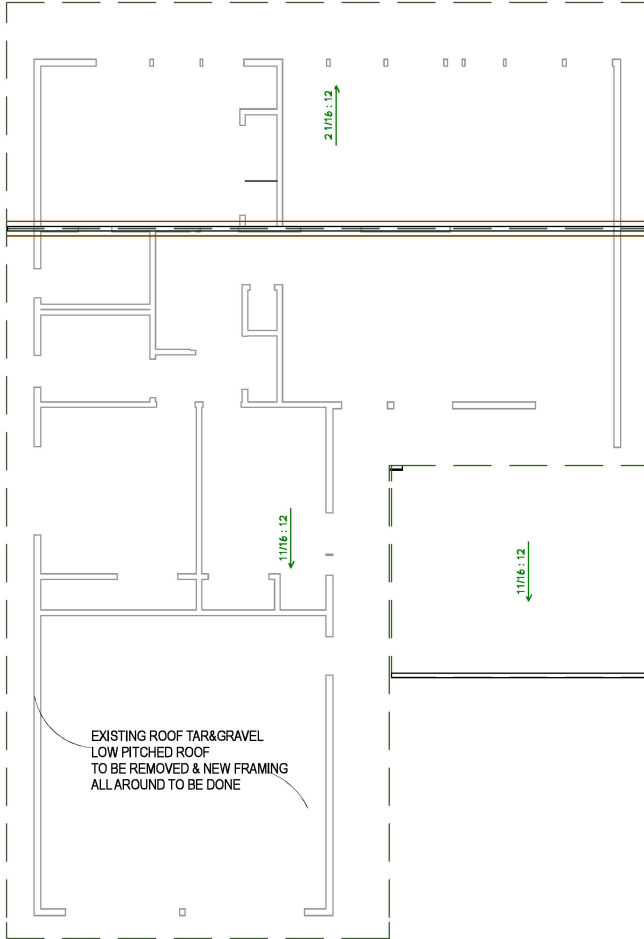 2 1/16 : 12
11/16 : 12
11/16 : 12
EXISTING ROOF TAR&GRAVEL
LOW PITCHED ROOF
TO BE REMOVED & NEW FRAMING
ALL AROUND TO BE DONE